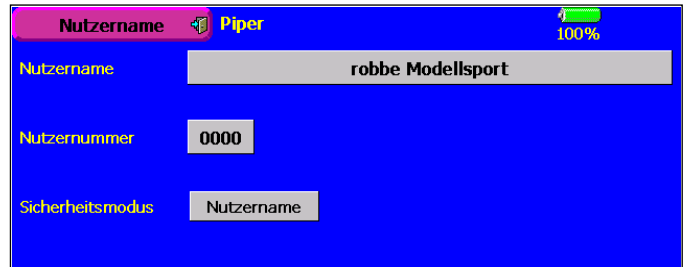 Nutzername Piper 100%
Nutzername robbe Modellsport
Nutzernummer 0000
Sicherheitsmodus Nutzername